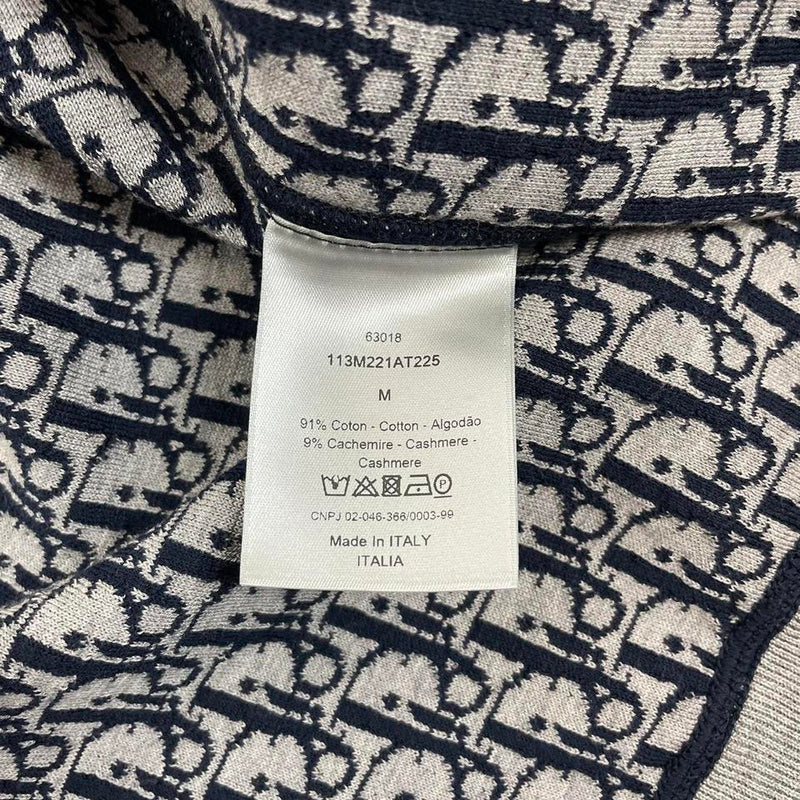 63018
113M221AT225
M
91% Coton - Cotton - Algodão
9% Cachemire - Cashmere -
Cashmere
CNPJ 02-046-366/0003-99
Made In ITALY
ITALIA